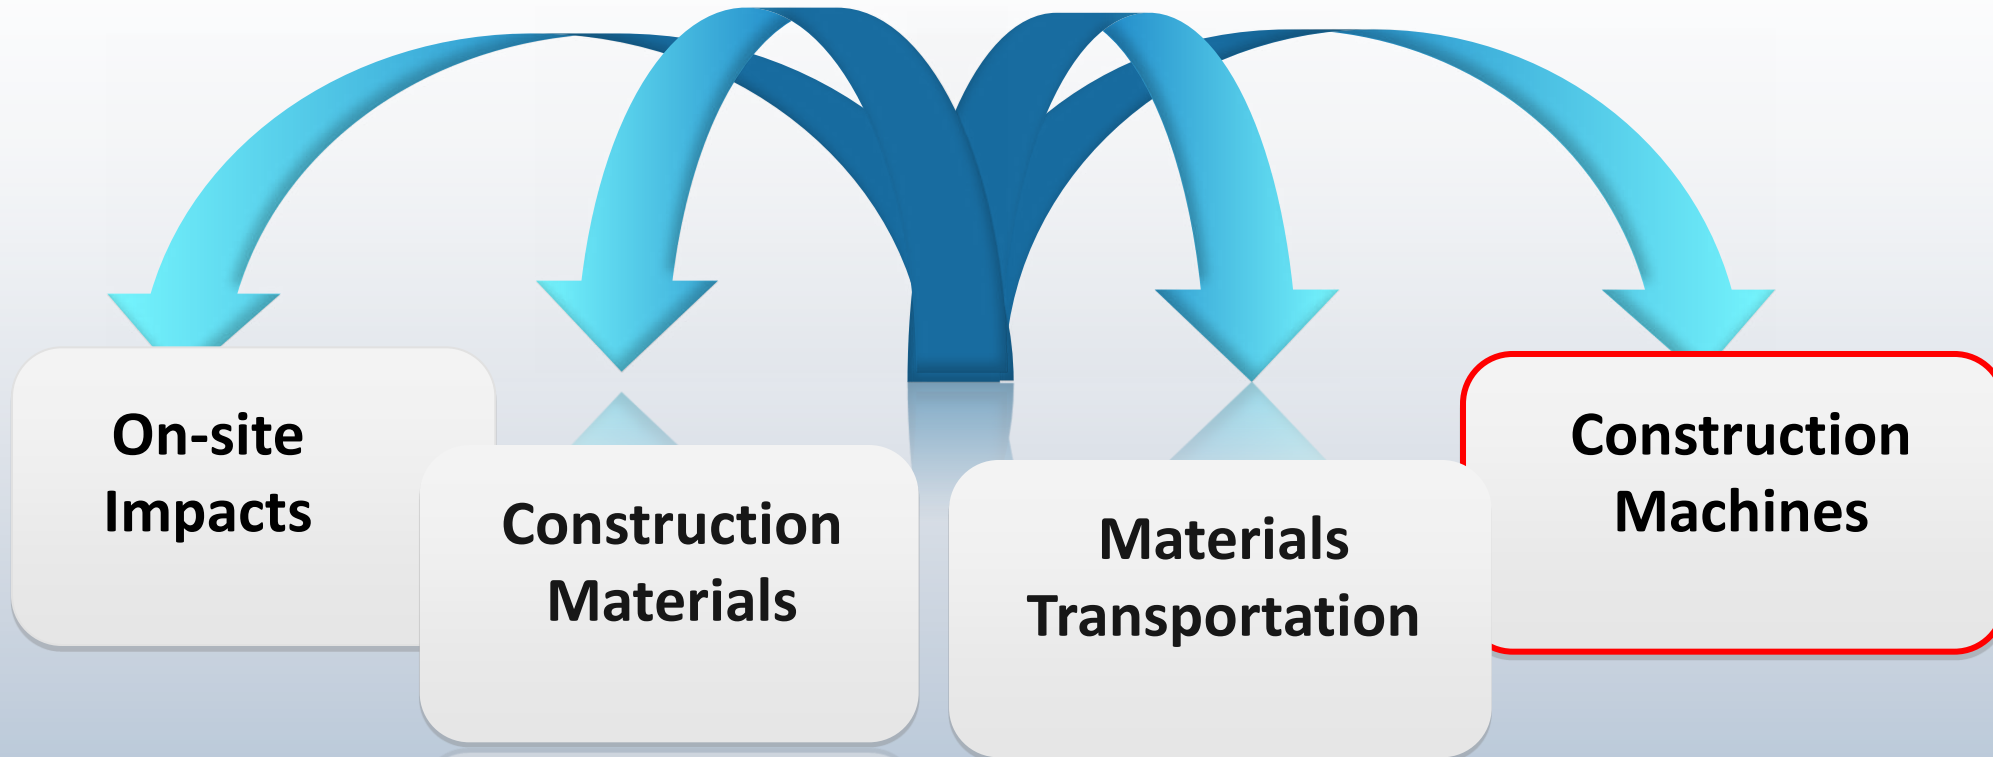 On-site
Impacts
Construction
Materials
Materials
Transportation
Construction
Machines